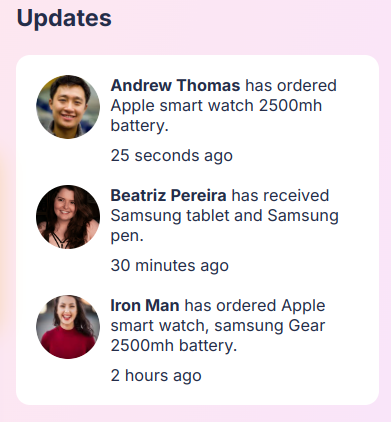 Updates
Andrew Thomas has ordered
Apple smart watch 2500mh
battery.
25 seconds ago
Beatriz Pereira has received
Samsung tablet and Samsung
pen.
30 minutes ago
Iron Man has ordered Apple
smart watch, samsung Gear
2500mh battery.
2 hours ago